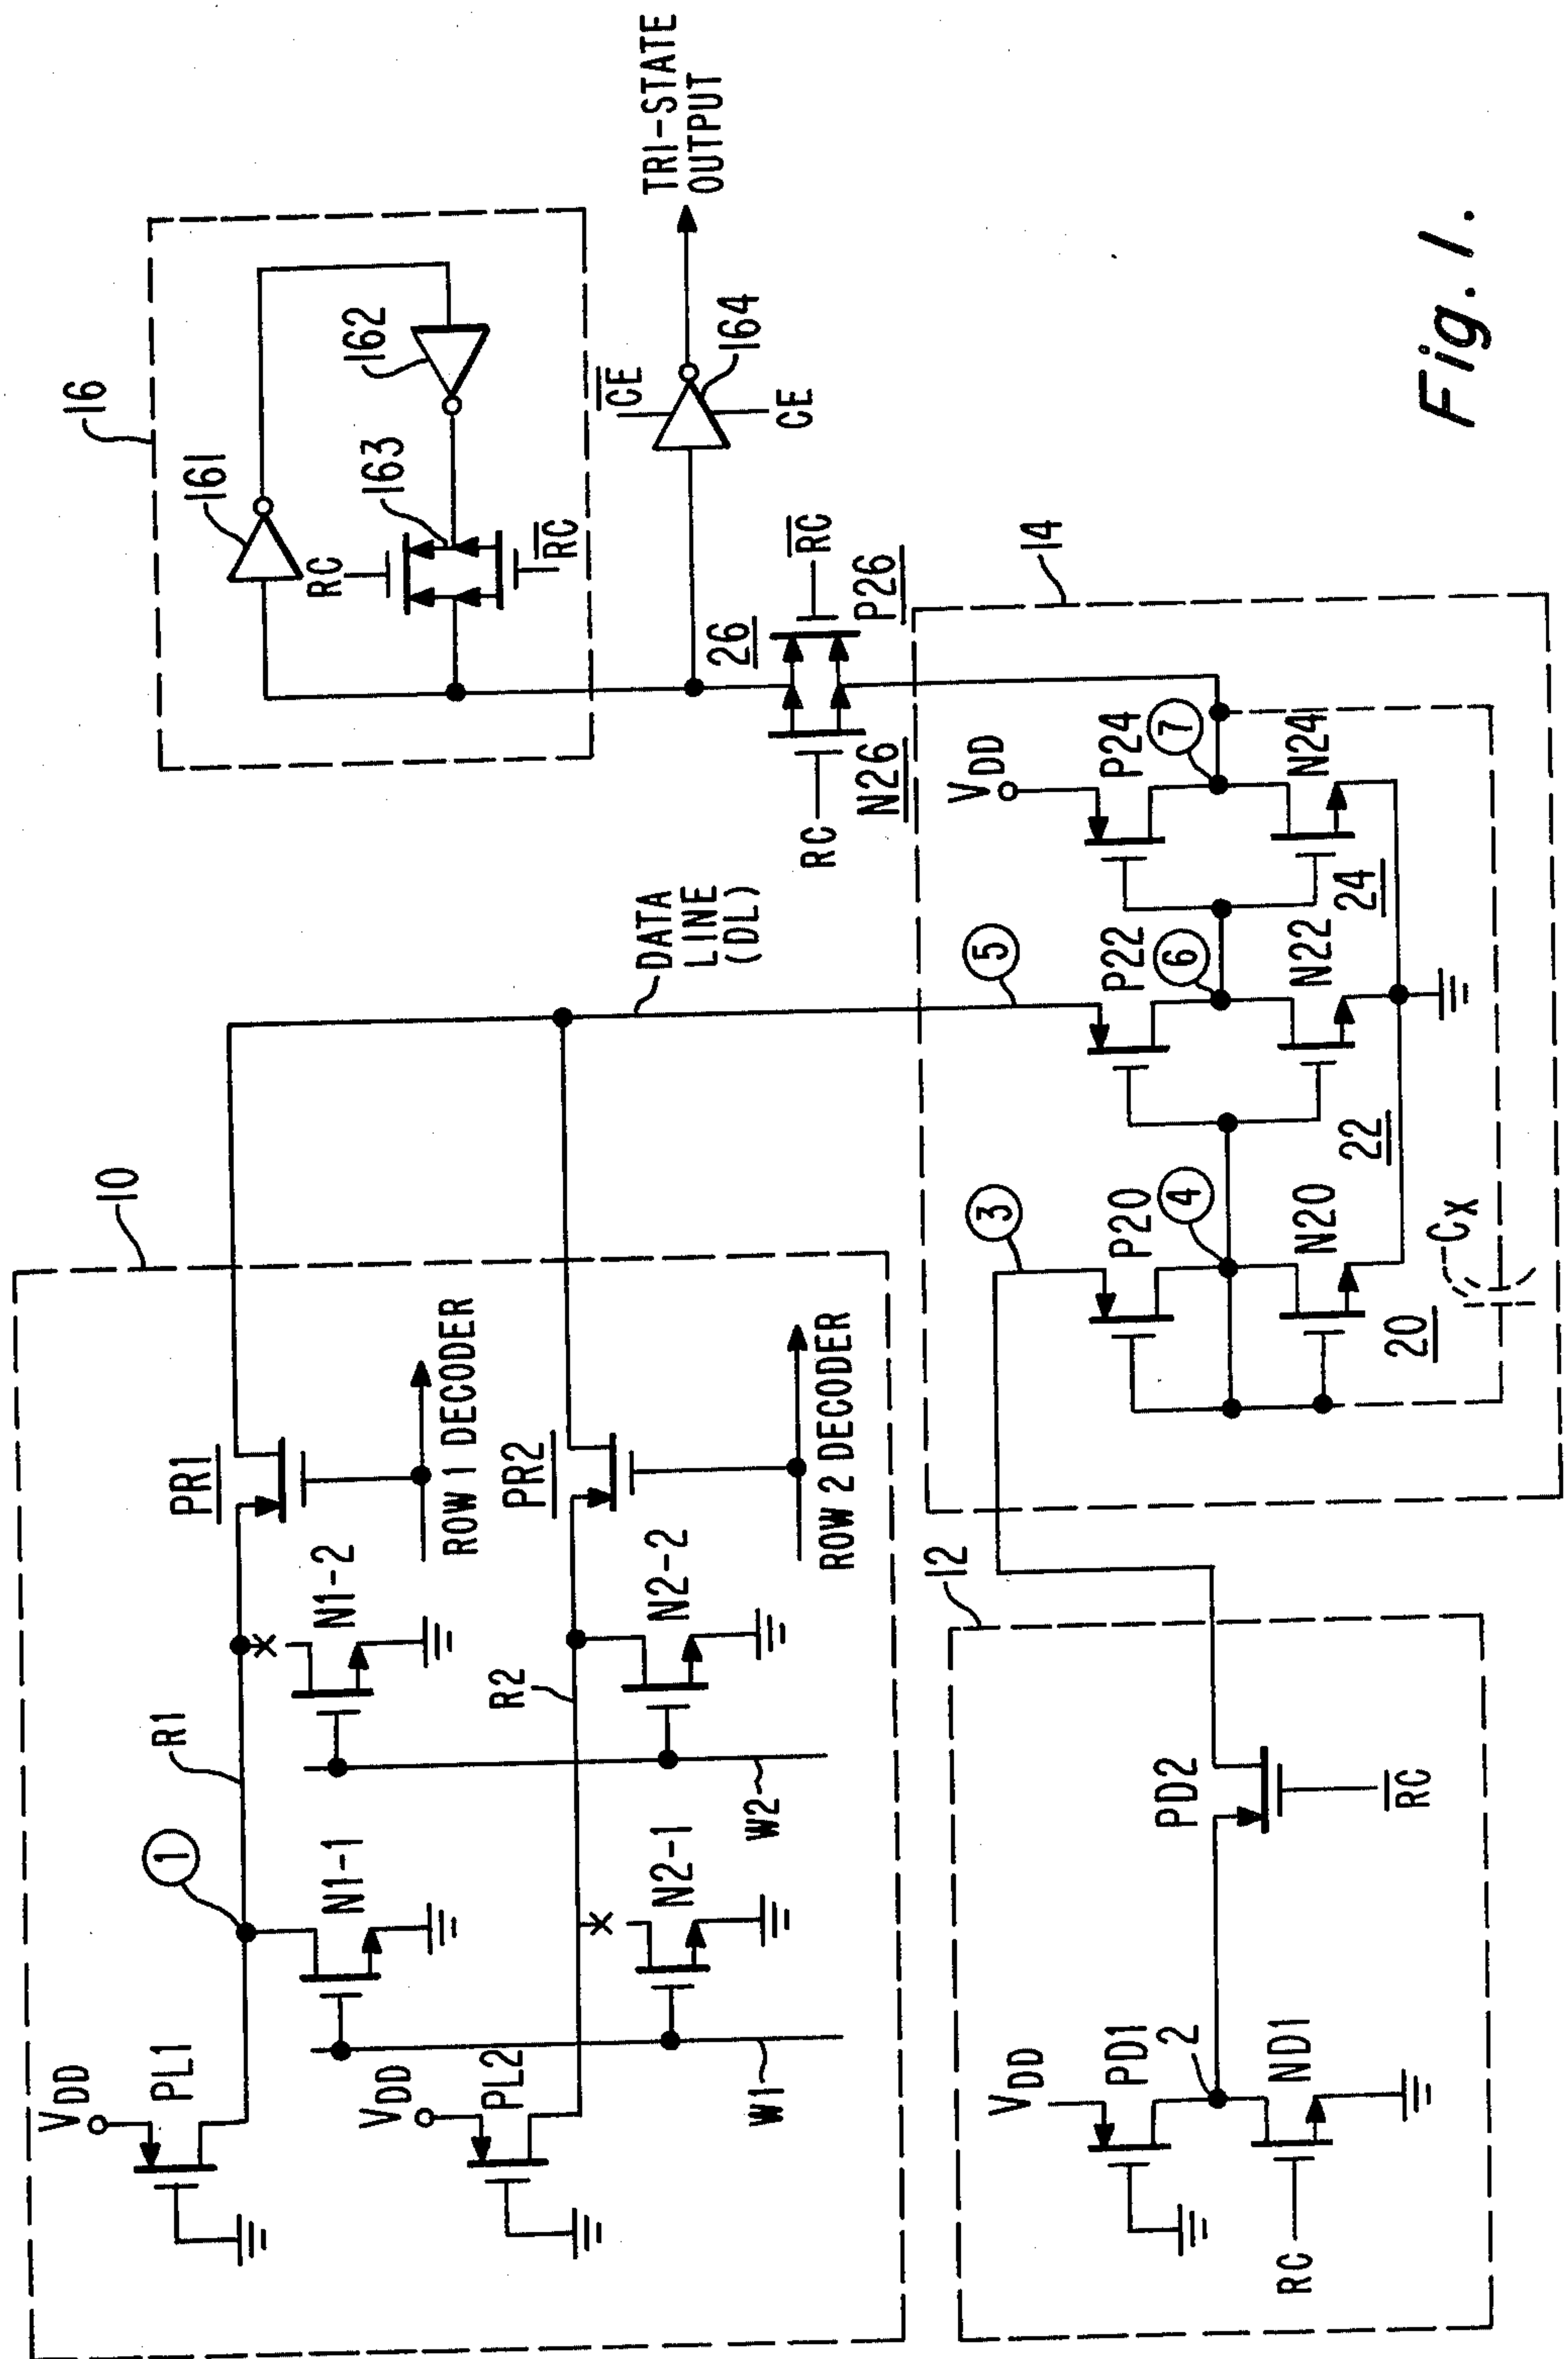 10
V DD
PL1
1
R1
PR1
N1-1
N1-2
ROW 1 DECODER
V DD
PL2
R2
PR2
N2-1
N2-2
ROW 2 DECODER
W1
W2
DATA
LINE
(DL)
16
161
162
RC
163
RC
CE
164
CE
TRI-STATE
OUTPUT
26
RC
N26
P26
RC
12
V DD
PD1
2
ND1
RC
PD2
RC
14
3
P20
4
N20
20
CX
5
P22
6
N22
22
V DD
P24
7
N24
24
Fig. 1.